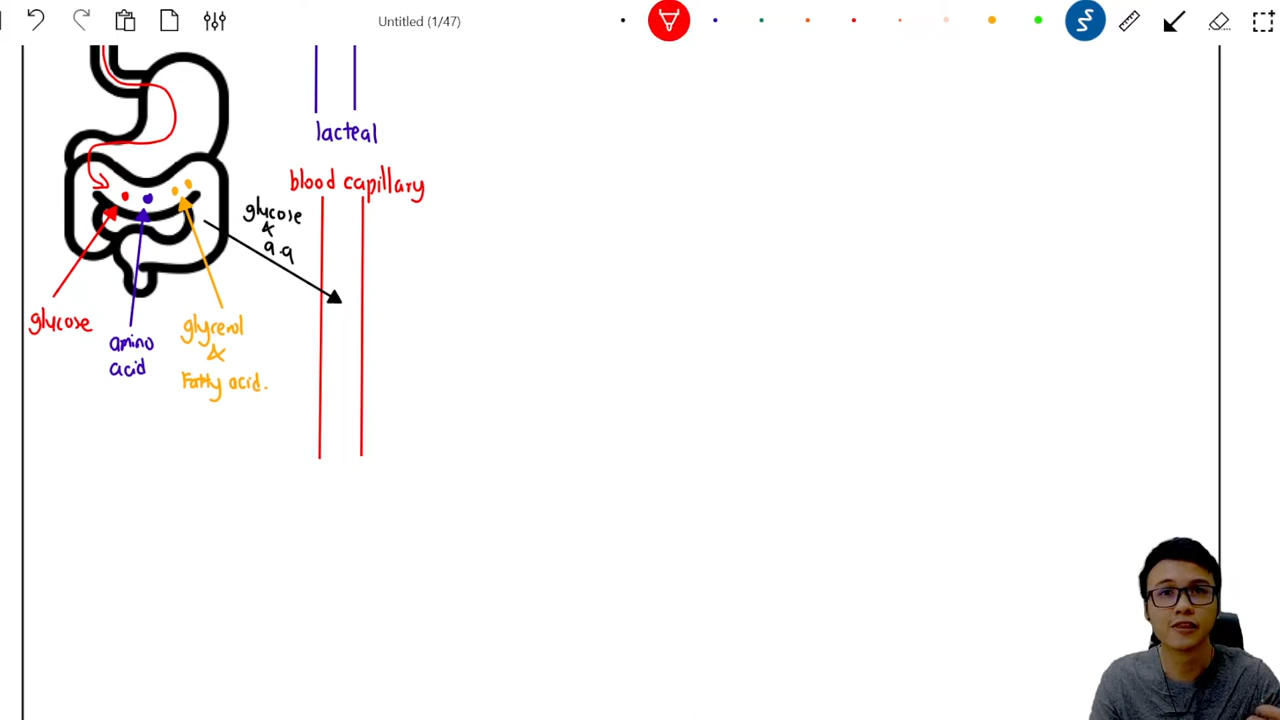 Untitled (1/47)
lacteal
blood capillary
glucose
&
a.a
glucose
amino
acid
glycerol
&
Fatty acid.